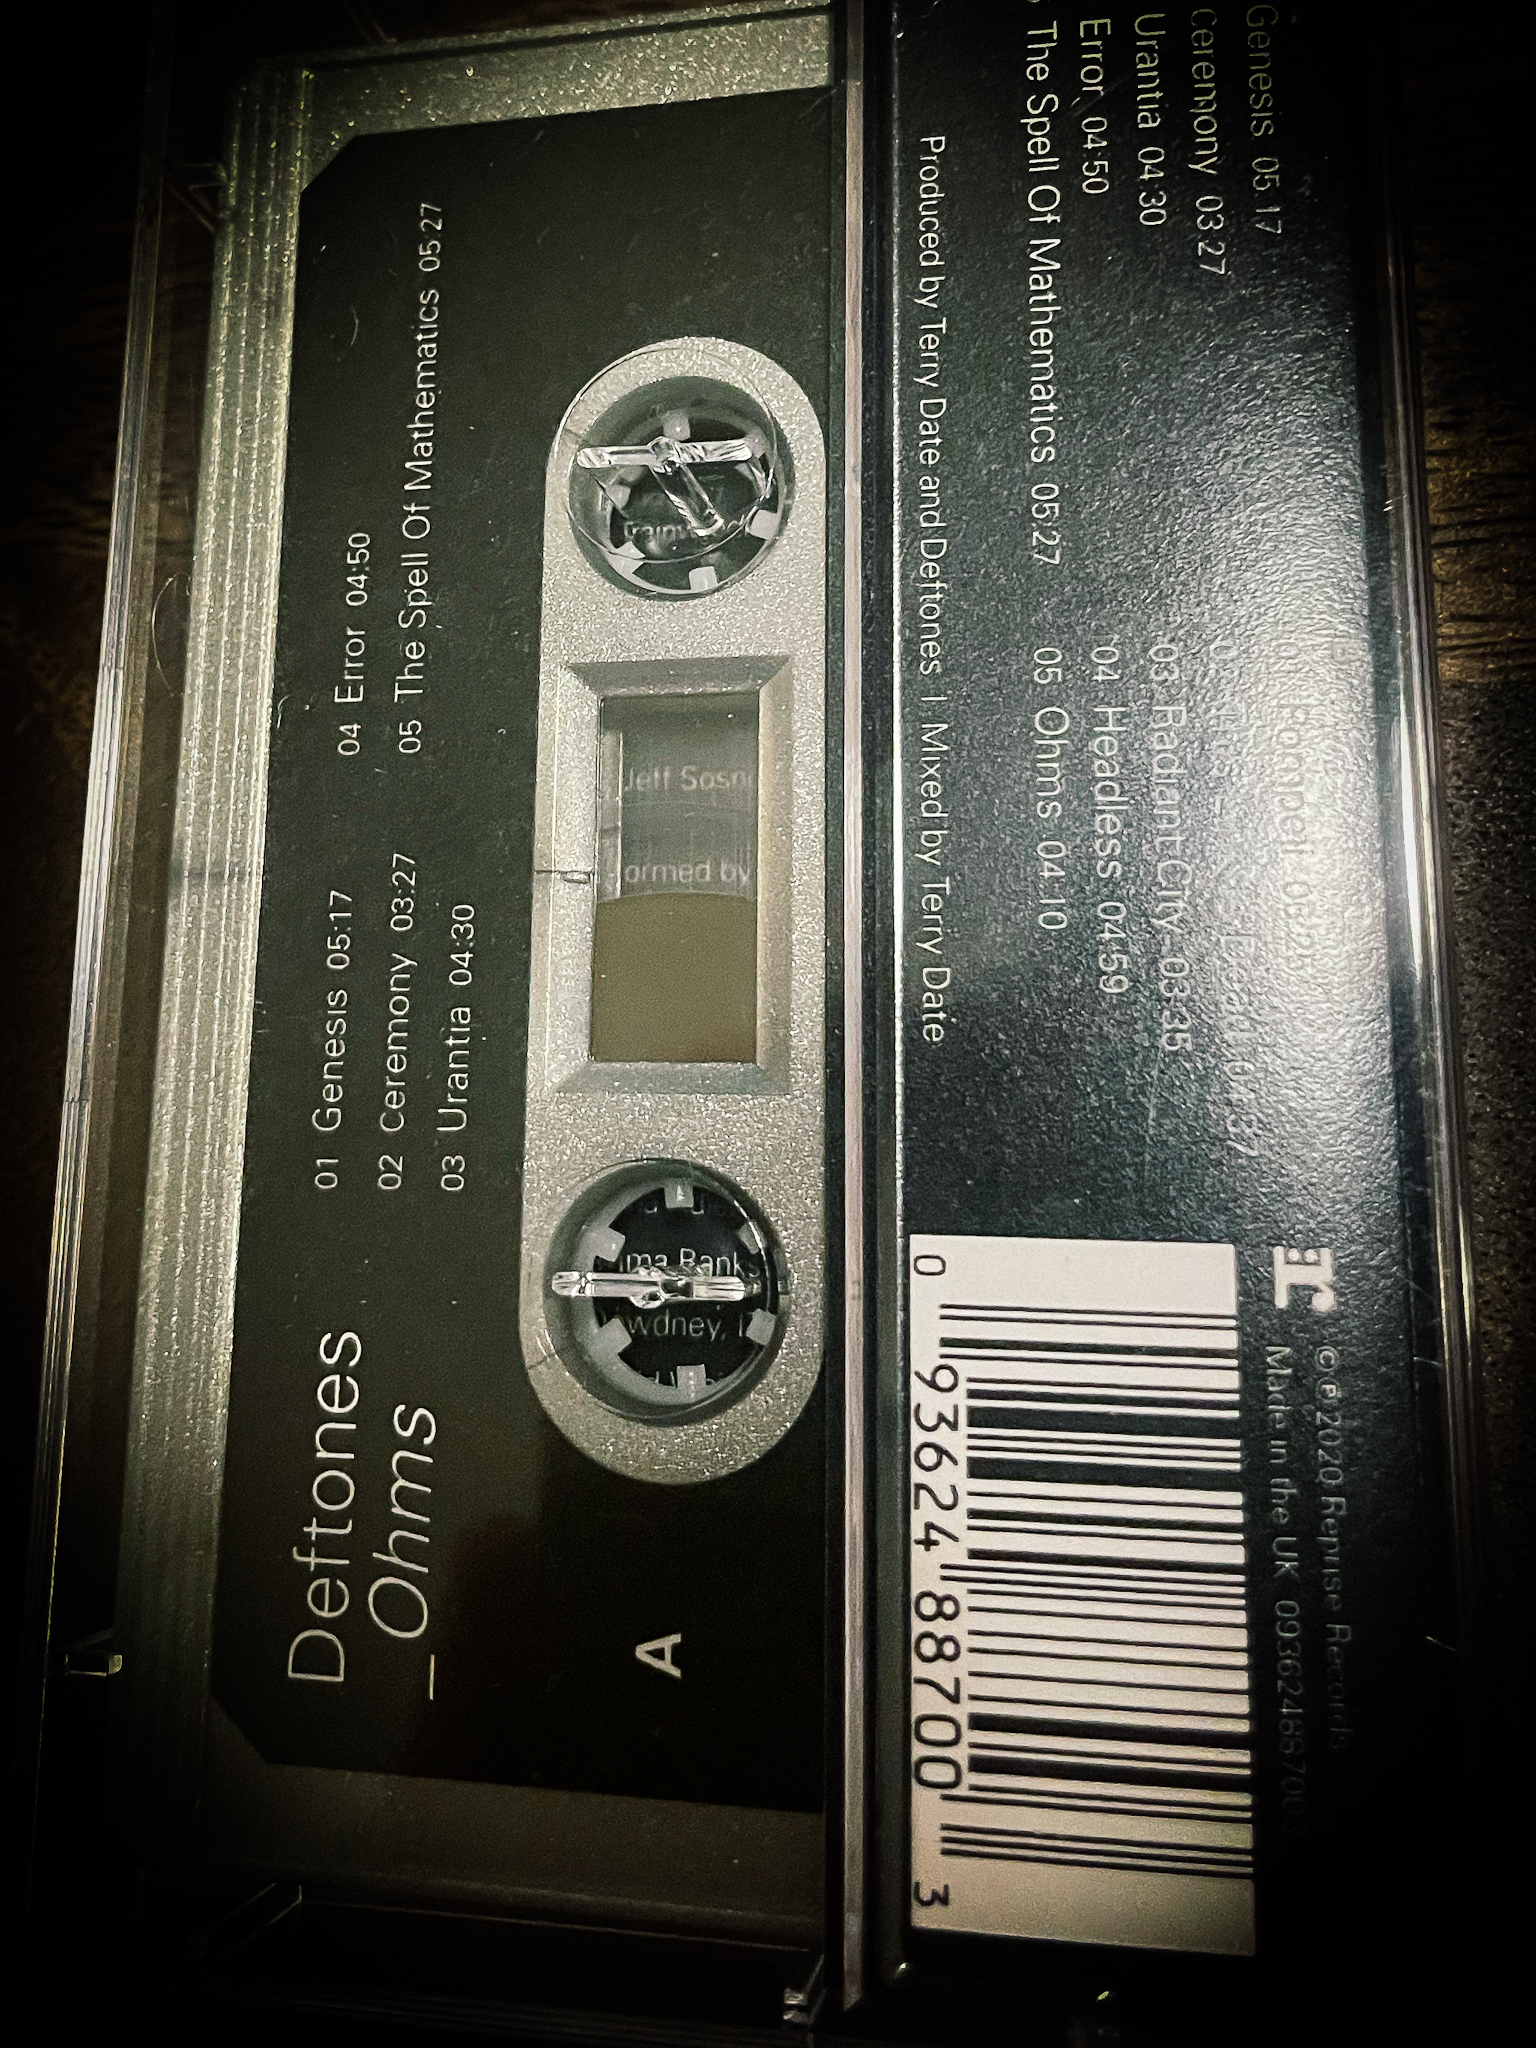 Deftones
_Ohms
A
01 Genesis 05:17
02 Ceremony 03:27
03 Urantia 04:30
04 Error 04:50
05 The Spell Of Mathematics 05:27
Jeff
ormed by
Genesis 05:17
Ceremony 03:27
Urantia 04:30
Error 04:50
The Spell Of Mathematics 05:27
03 Radiant City 03:35
04 Headless 04:59
05 Ohms 04:10
Produced by Terry Date and Deftones | Mixed by Terry Date
r
© ℗ 2020 Reprise Records
Made in the UK 093624887003
0 93624 88700 3